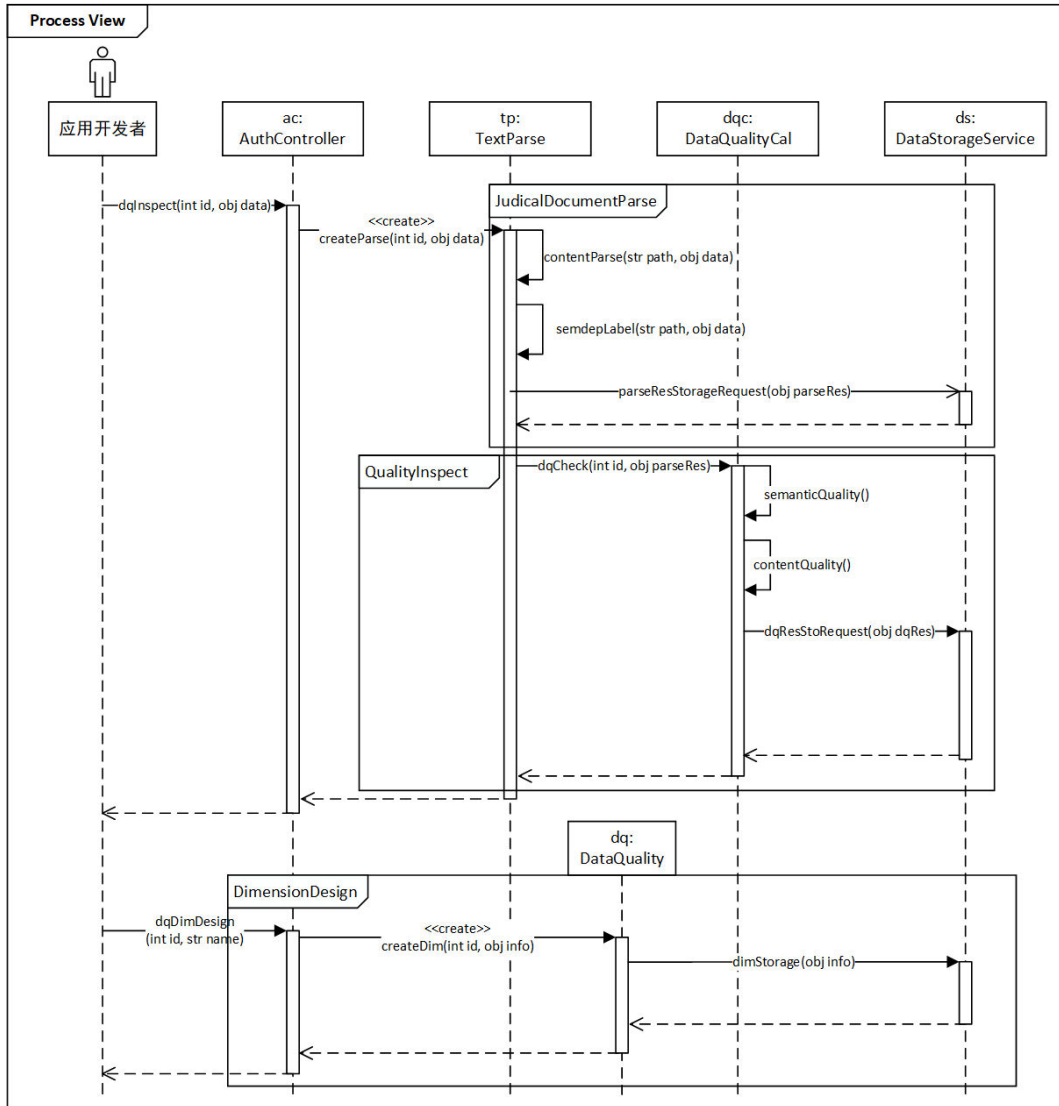 Process View
应用开发者
ac:
AuthController
tp:
TextParse
dqc:
DataQualityCal
ds:
DataStorageService
JudicalDocumentParse
dqInspect(int id, obj data)
<<create>>
createParse(int id, obj data)
contentParse(str path, obj data)
semdepLabel(str path, obj data)
parseResStorageRequest(obj parseRes)
QualityInspect
dqCheck(int id, obj parseRes)
semanticQuality()
contentQuality()
dqResStoRequest(obj dqRes)
dq:
DataQuality
DimensionDesign
dqDimDesign
(int id, str name)
<<create>>
createDim(int id, obj info)
dimStorage(obj info)